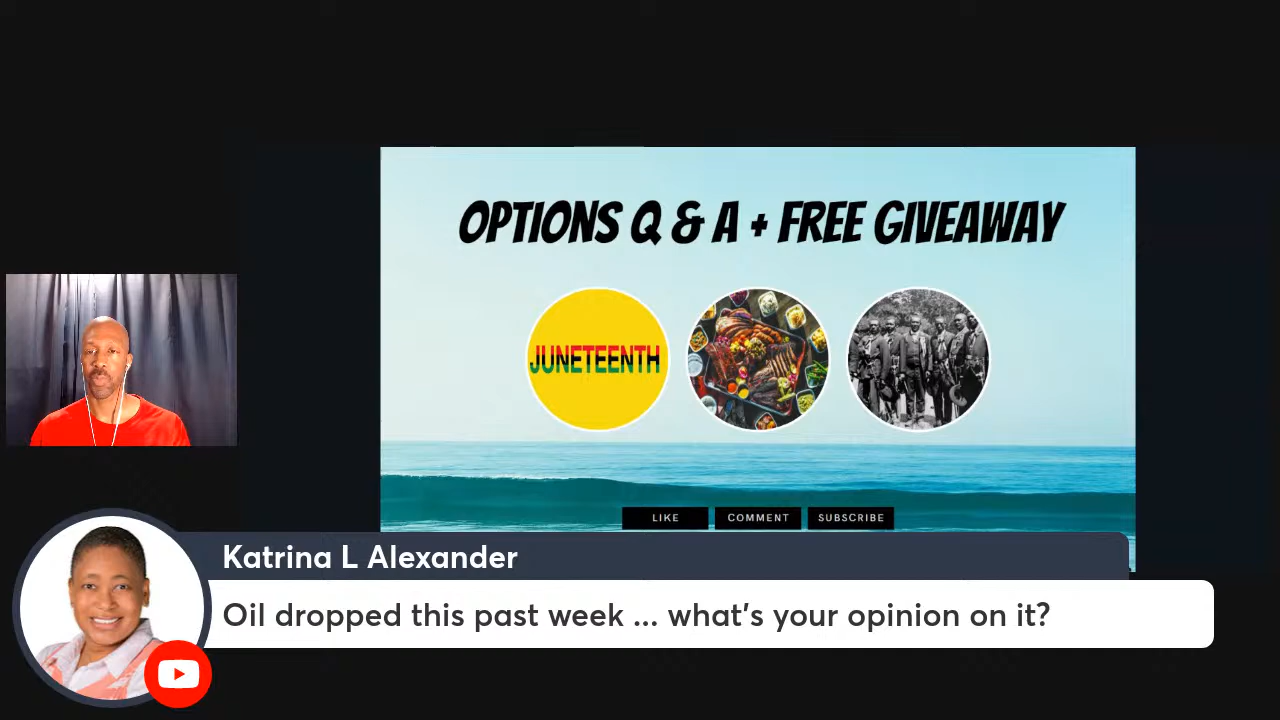 OPTIONS Q & A + FREE GIVEAWAY
JUNETEENTH
LIKE COMMENT SUBSCRIBE
Katrina L Alexander
Oil dropped this past week ... what's your opinion on it?